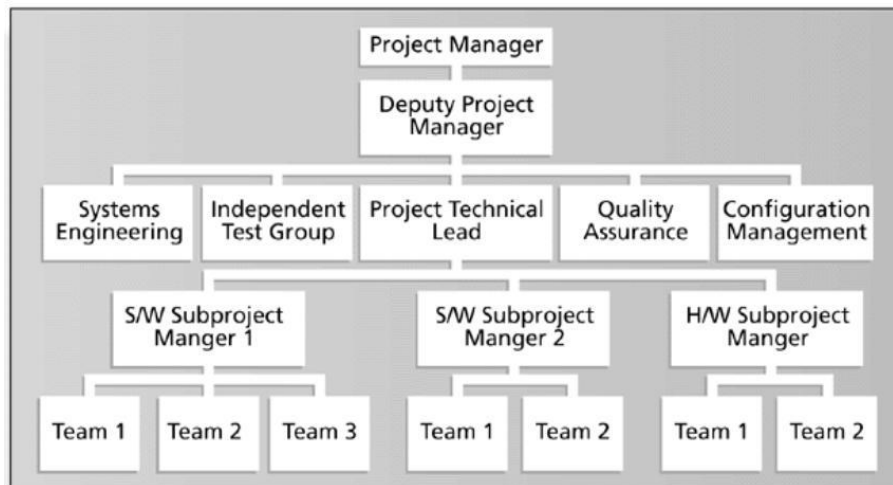 Project Manager
Deputy Project
Manager
Systems
Engineering
Independent
Test Group
Project Technical
Lead
Quality
Assurance
Configuration
Management
S/W Subproject
Manger 1
S/W Subproject
Manger 2
H/W Subproject
Manger
Team 1
Team 2
Team 3
Team 1
Team 2
Team 1
Team 2